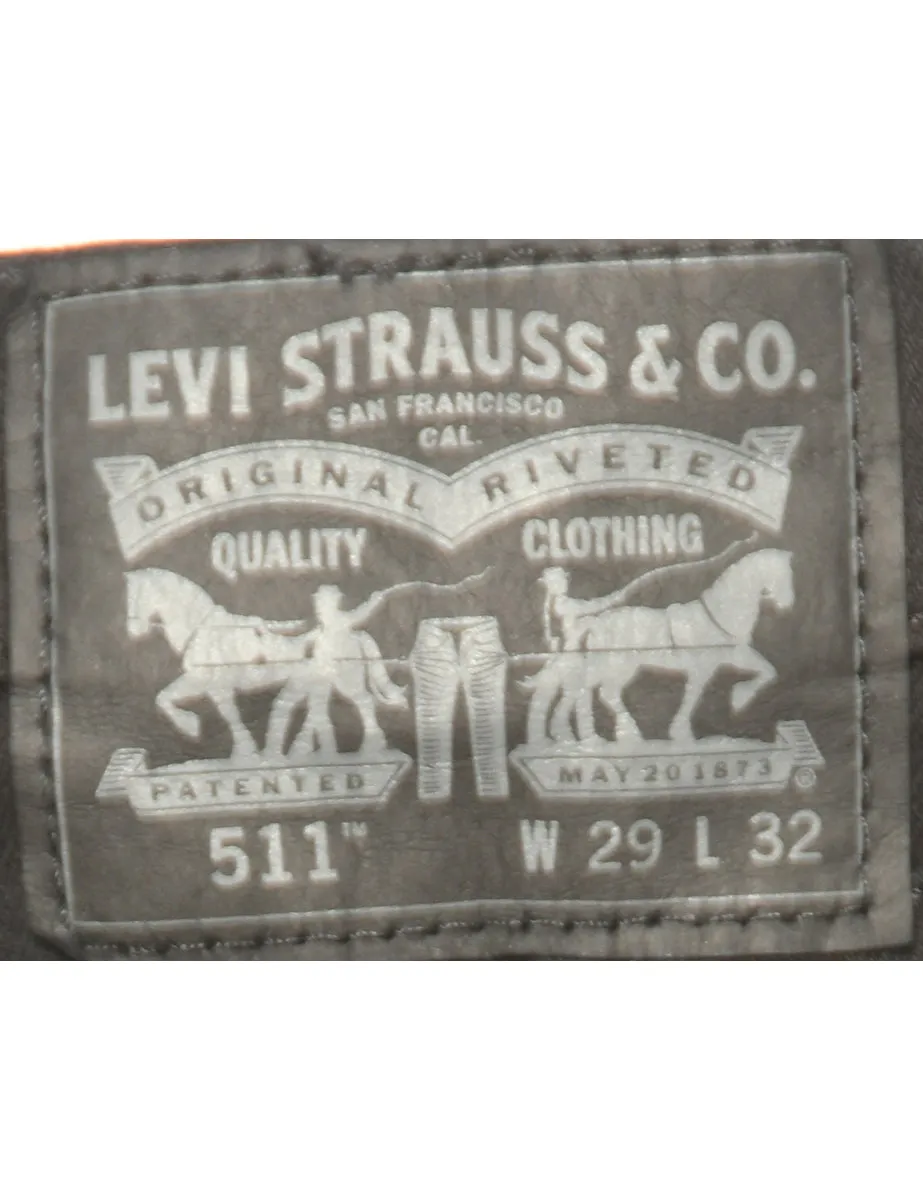 LEVI STRAUSS & CO.
SAN FRANCISCO
CAL.
ORIGINAL RIVETED
QUALITY CLOTHING
PATENTED MAY 20 1873 ®
511™ W 29 L 32